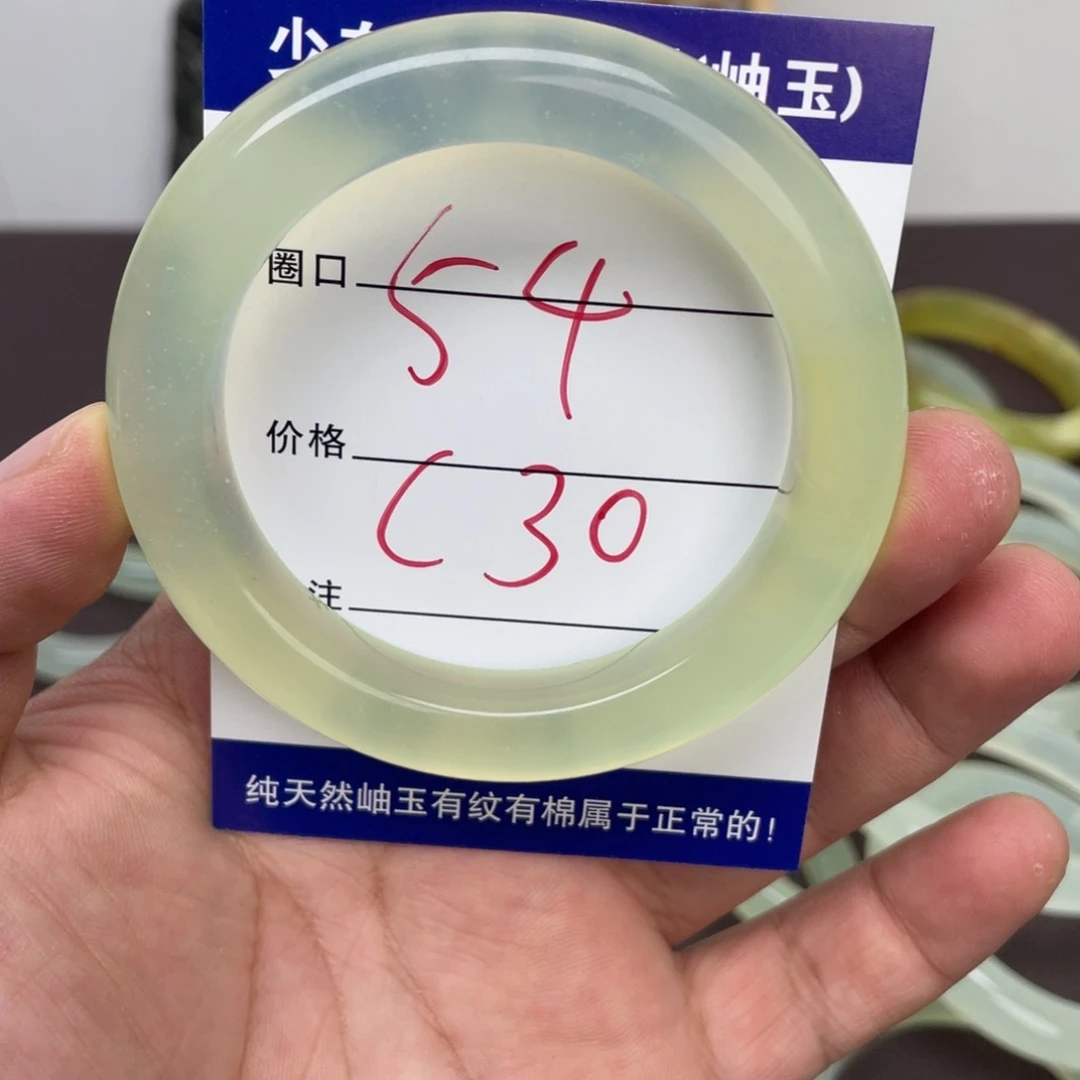 岫玉)
圈口 54
价格 C30
注
纯天然岫玉有纹有棉属于正常的!